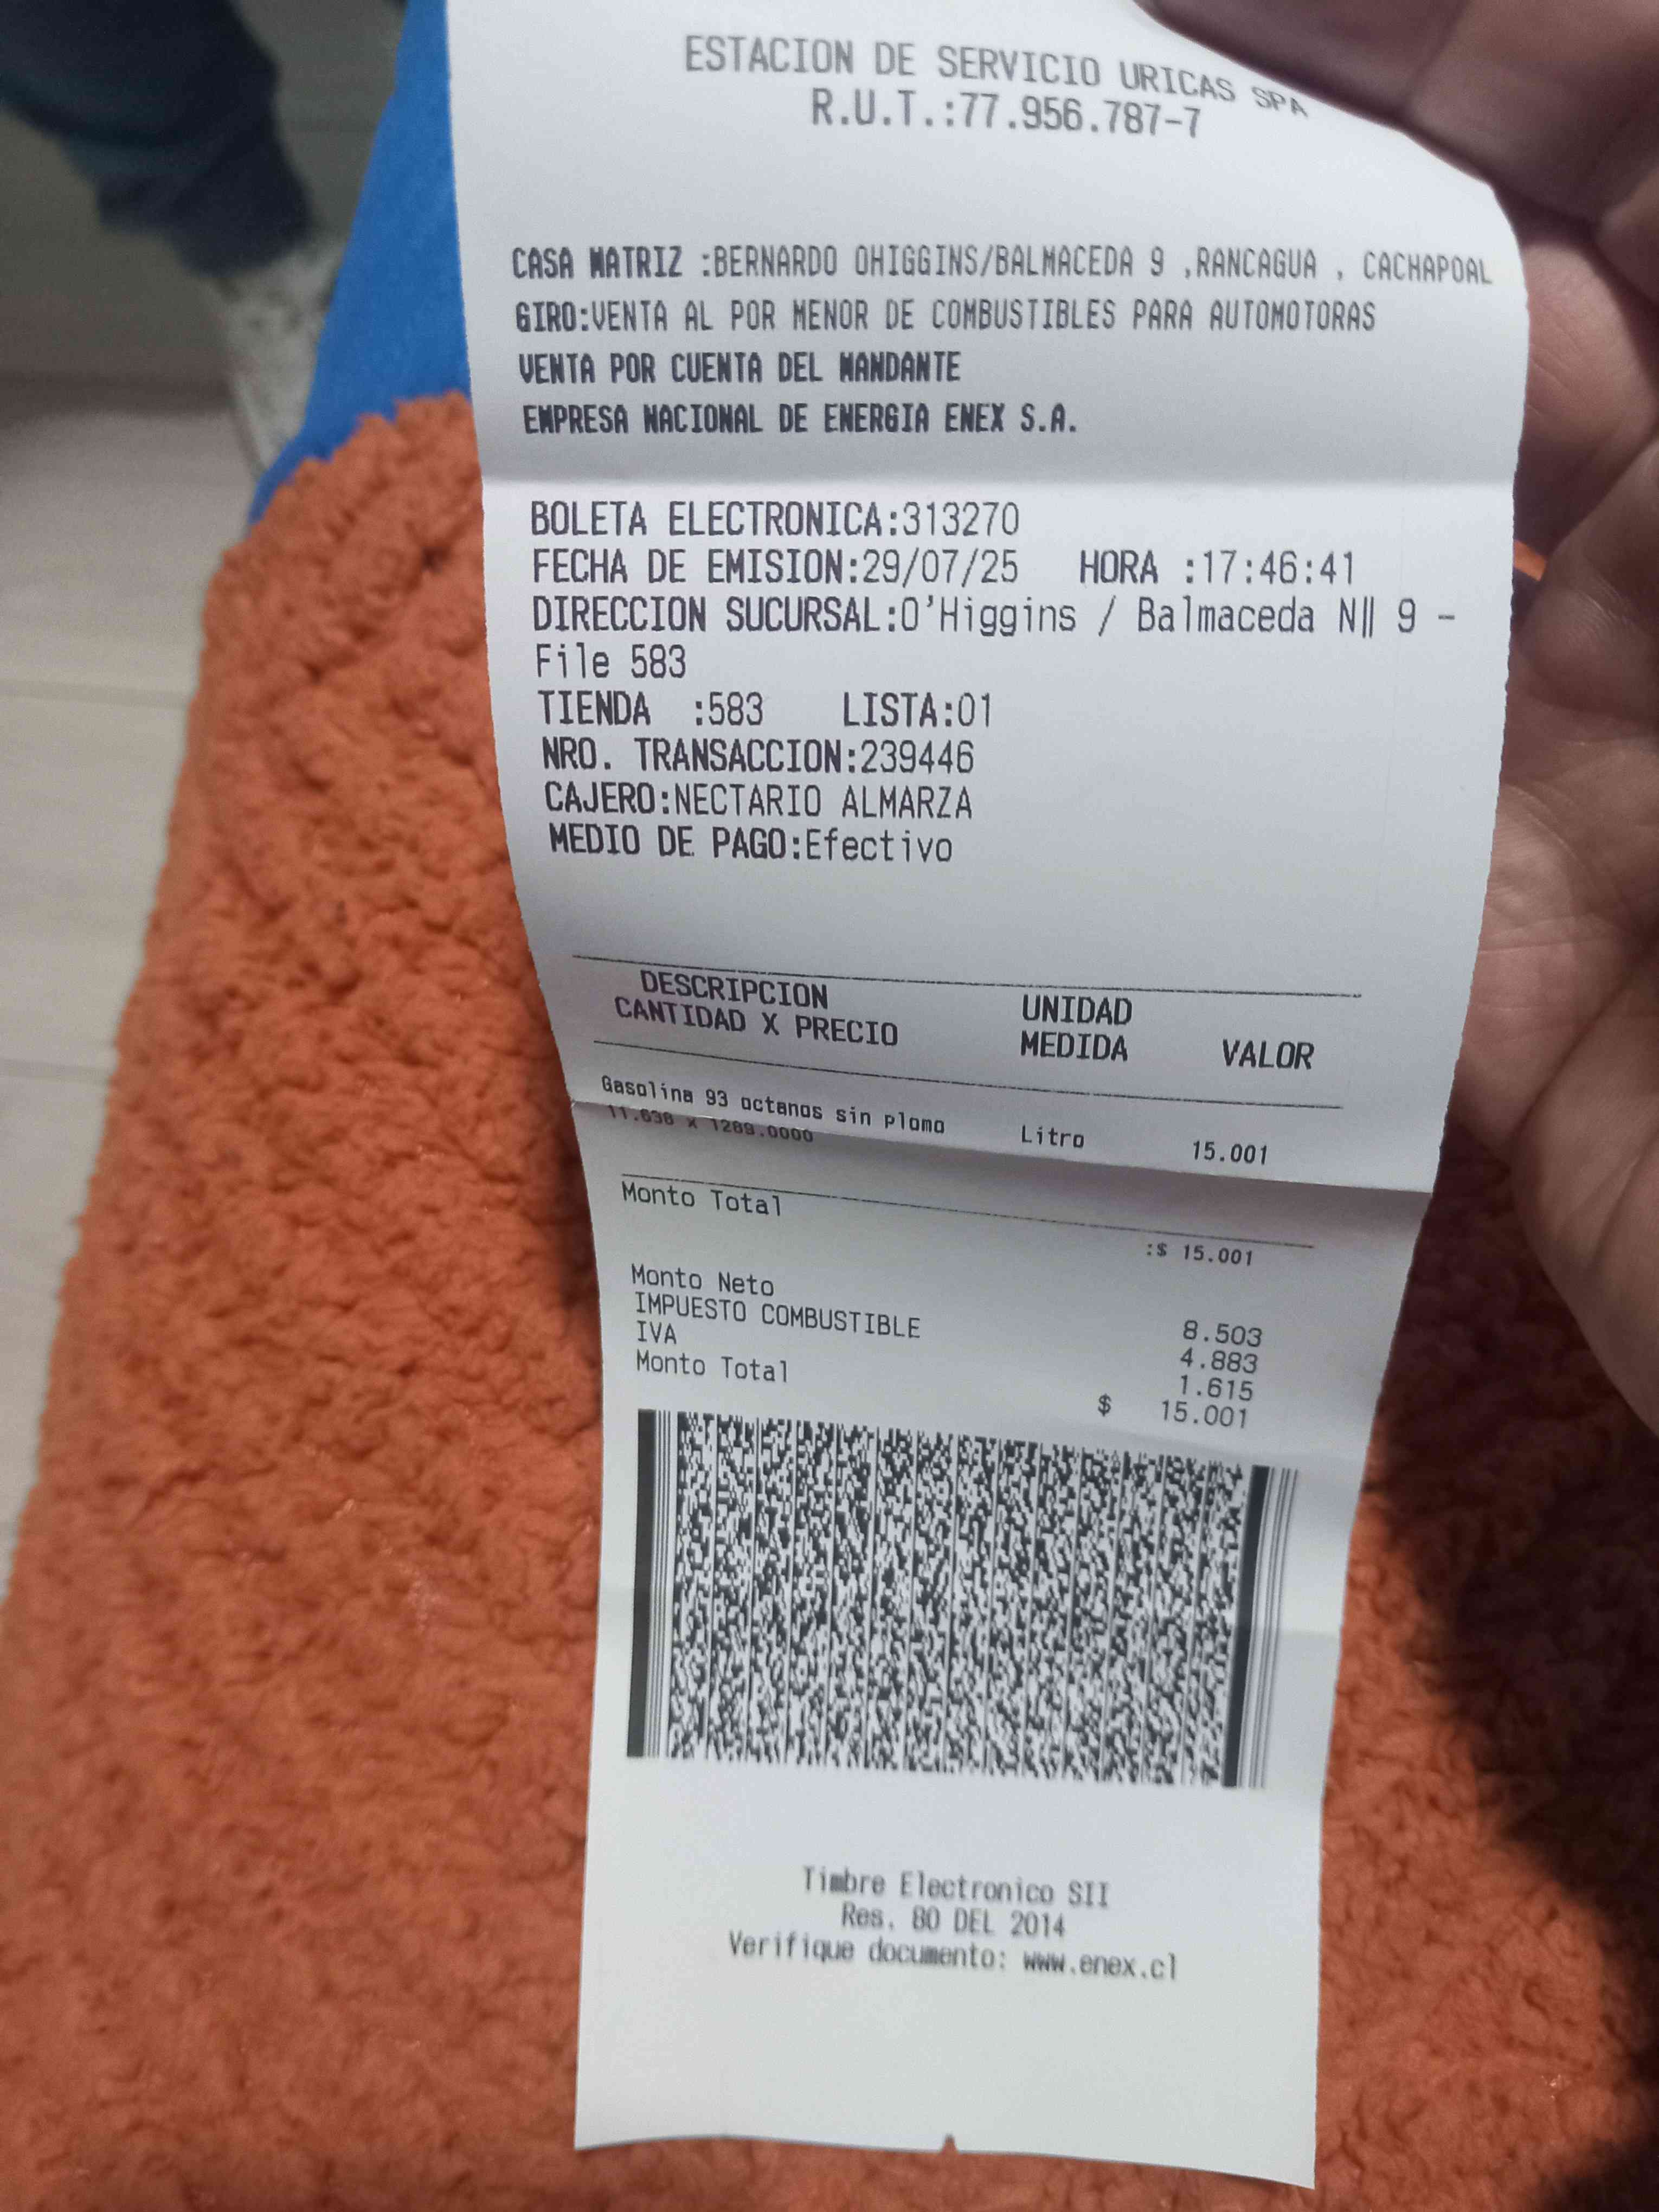 ESTACION DE SERVICIO URICAS SPA
R.U.T.:77.956.787-7
CASA MATRIZ :BERNARDO OHIGGINS/BALMACEDA 9 ,RANCAGUA , CACHAPOAL
GIRO:VENTA AL POR MENOR DE COMBUSTIBLES PARA AUTOMOTORAS
VENTA POR CUENTA DEL MANDANTE
EMPRESA NACIONAL DE ENERGIA ENEX S.A.
BOLETA ELECTRONICA:313270
FECHA DE EMISION:29/07/25 HORA :17:46:41
DIRECCION SUCURSAL:O'Higgins / Balmaceda N‖ 9 -
File 583
TIENDA :583 LISTA:01
NRO. TRANSACCION:239446
CAJERO:NECTARIO ALMARZA
MEDIO DE PAGO:Efectivo
DESCRIPCION UNIDAD
CANTIDAD X PRECIO MEDIDA VALOR
Gasolina 93 octanos sin plomo Litro 15.001
11.638 x 1289.0000
Monto Total :$ 15.001
Monto Neto 8.503
IMPUESTO COMBUSTIBLE 4.883
IVA 1.615
Monto Total $ 15.001
Timbre Electronico SII
Res. 80 DEL 2014
Verifique documento: www.enex.cl